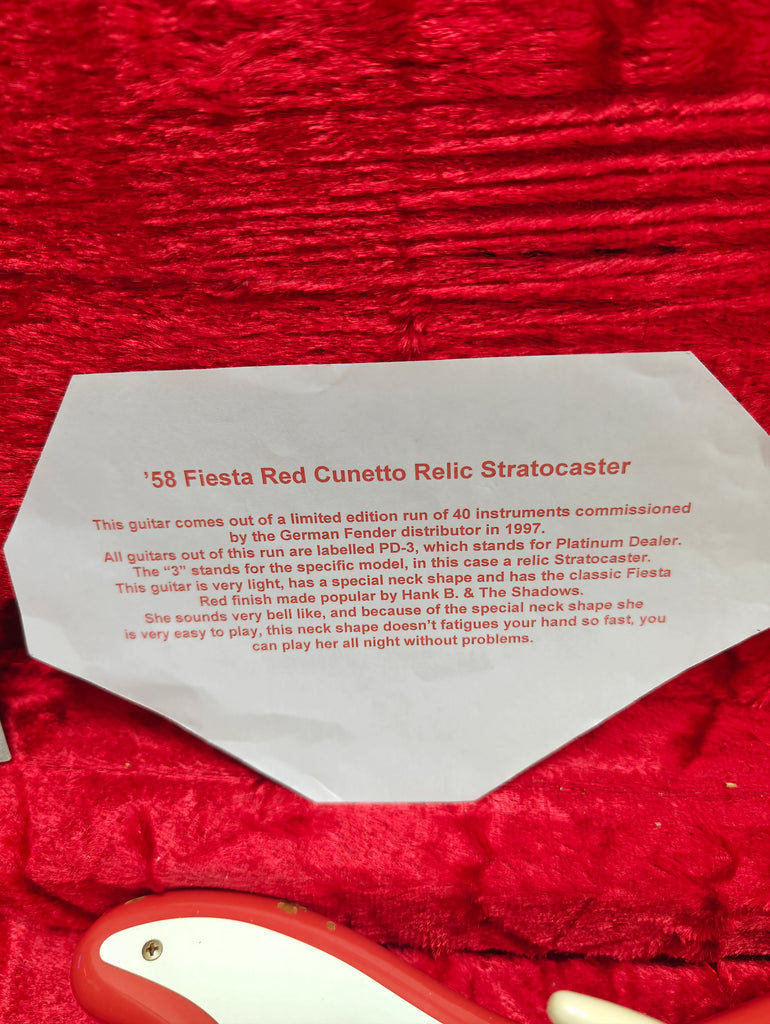 ’58 Fiesta Red Cunetto Relic Stratocaster
This guitar comes out of a limited edition run of 40 instruments commissioned
by the German Fender distributor in 1997.
All guitars out of this run are labelled PD-3, which stands for Platinum Dealer.
The “3” stands for the specific model, in this case a relic Stratocaster.
This guitar is very light, has a special neck shape and has the classic Fiesta
Red finish made popular by Hank B. & The Shadows.
She sounds very bell like, and because of the special neck shape she
is very easy to play, this neck shape doesn’t fatigues your hand so fast, you
can play her all night without problems.